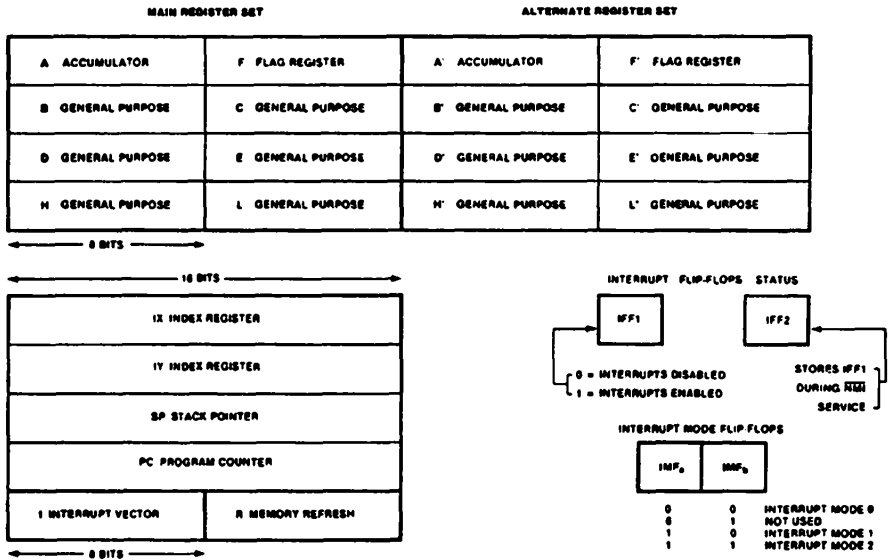 MAIN REGISTER SET
ALTERNATE REGISTER SET
A ACCUMULATOR
F FLAG REGISTER
A' ACCUMULATOR
F' FLAG REGISTER
B GENERAL PURPOSE
C GENERAL PURPOSE
B' GENERAL PURPOSE
C' GENERAL PURPOSE
D GENERAL PURPOSE
E GENERAL PURPOSE
D' GENERAL PURPOSE
E' GENERAL PURPOSE
H GENERAL PURPOSE
L GENERAL PURPOSE
H' GENERAL PURPOSE
L' GENERAL PURPOSE
8 BITS
16 BITS
IX INDEX REGISTER
IY INDEX REGISTER
SP STACK POINTER
PC PROGRAM COUNTER
I INTERRUPT VECTOR
R MEMORY REFRESH
8 BITS
INTERRUPT FLIP-FLOPS STATUS
IFF1
IFF2
0 = INTERRUPTS DISABLED
1 = INTERRUPTS ENABLED
STORES IFF1
DURING NMI
SERVICE
INTERRUPT MODE FLIP-FLOPS
IMFa
IMFb
0 0 INTERRUPT MODE 0
0 1 NOT USED
1 0 INTERRUPT MODE 1
1 1 INTERRUPT MODE 2